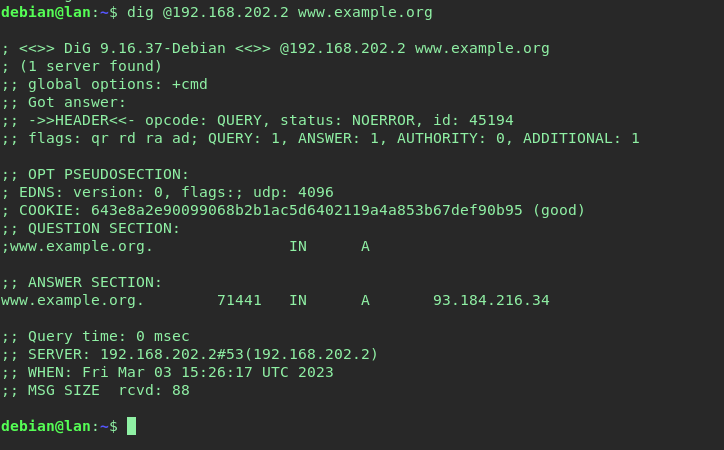 debian@lan:~$ dig @192.168.202.2 www.example.org
; <<>> DiG 9.16.37-Debian <<>> @192.168.202.2 www.example.org
; (1 server found)
;; global options: +cmd
;; Got answer:
;; ->>HEADER<<- opcode: QUERY, status: NOERROR, id: 45194
;; flags: qr rd ra ad; QUERY: 1, ANSWER: 1, AUTHORITY: 0, ADDITIONAL: 1
;; OPT PSEUDOSECTION:
; EDNS: version: 0, flags:; udp: 4096
; COOKIE: 643e8a2e90099068b2b1ac5d6402119a4a853b67def90b95 (good)
;; QUESTION SECTION:
;www.example.org.               IN      A
;; ANSWER SECTION:
www.example.org.        71441   IN      A       93.184.216.34
;; Query time: 0 msec
;; SERVER: 192.168.202.2#53(192.168.202.2)
;; WHEN: Fri Mar 03 15:26:17 UTC 2023
;; MSG SIZE  rcvd: 88
debian@lan:~$